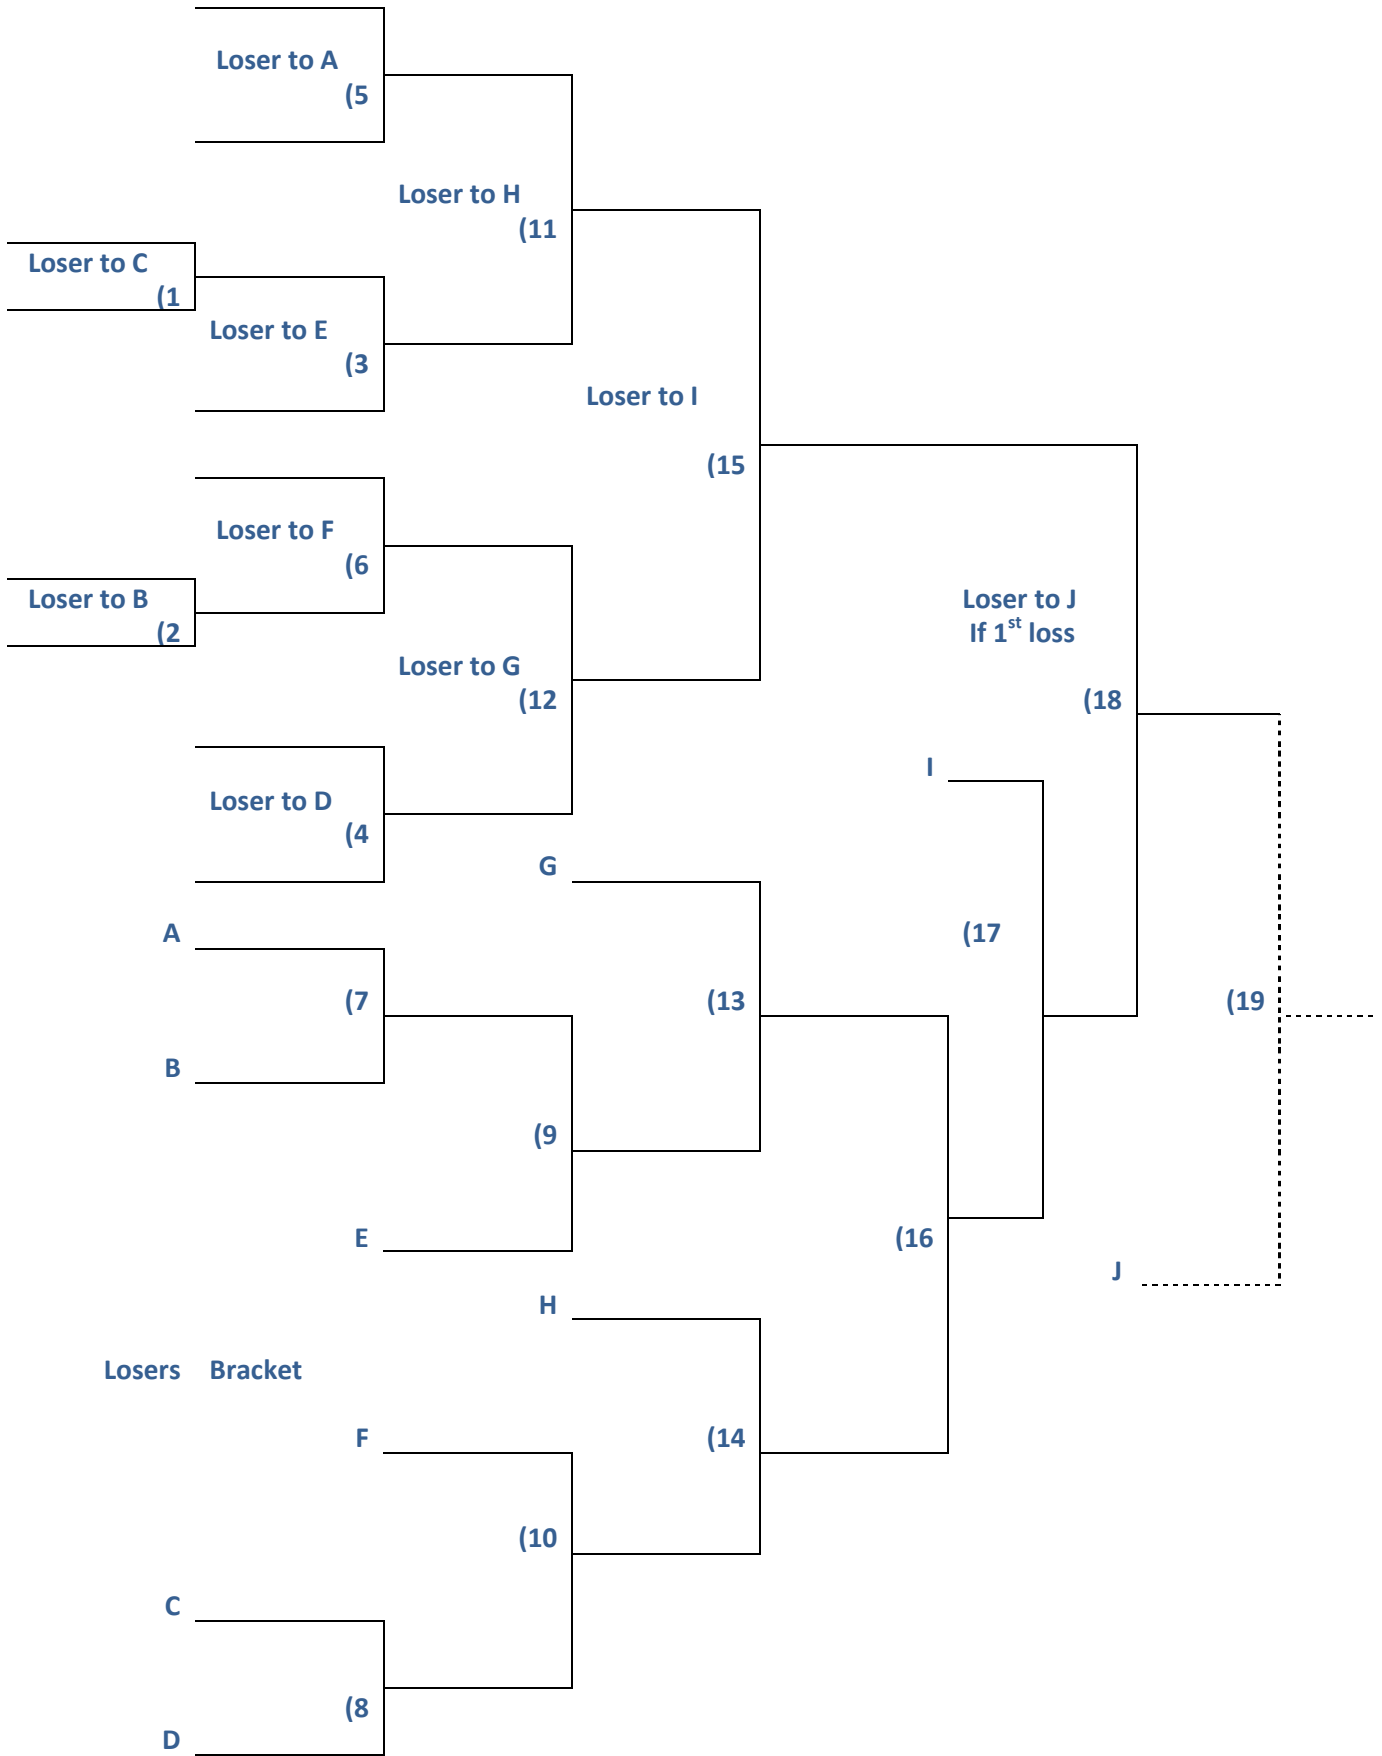 Loser to A
(5
Loser to H
(11
Loser to C
(1
Loser to E
(3
Loser to I
(15
Loser to F
(6
Loser to B
(2
Loser to J
If 1st loss
Loser to G
(12
(18
I
Loser to D
(4
G
A
(17
(7
(13
(19
B
(9
E
(16
J
H
Losers Bracket
F
(14
(10
C
(8
D